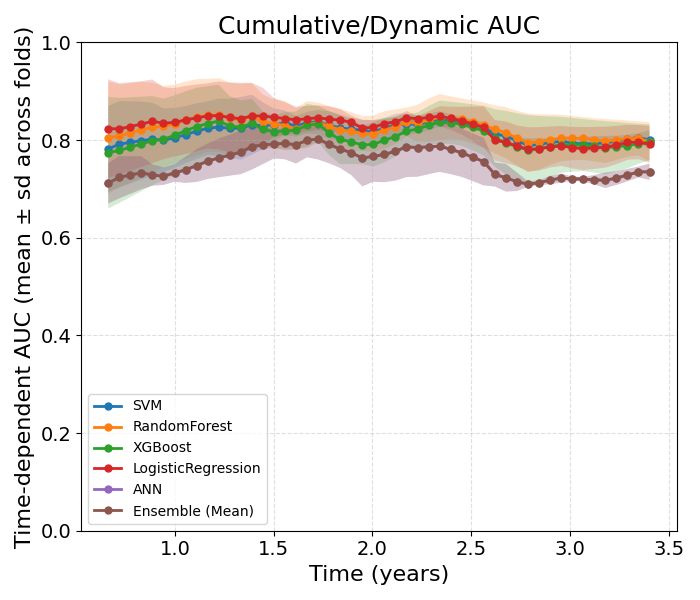 Cumulative/Dynamic AUC
Time-dependent AUC (mean ± sd across folds)
1.0
0.8
0.6
0.4
0.2
0.0
SVM
RandomForest
XGBoost
LogisticRegression
ANN
Ensemble (Mean)
1.0 1.5 2.0 2.5 3.0 3.5
Time (years)